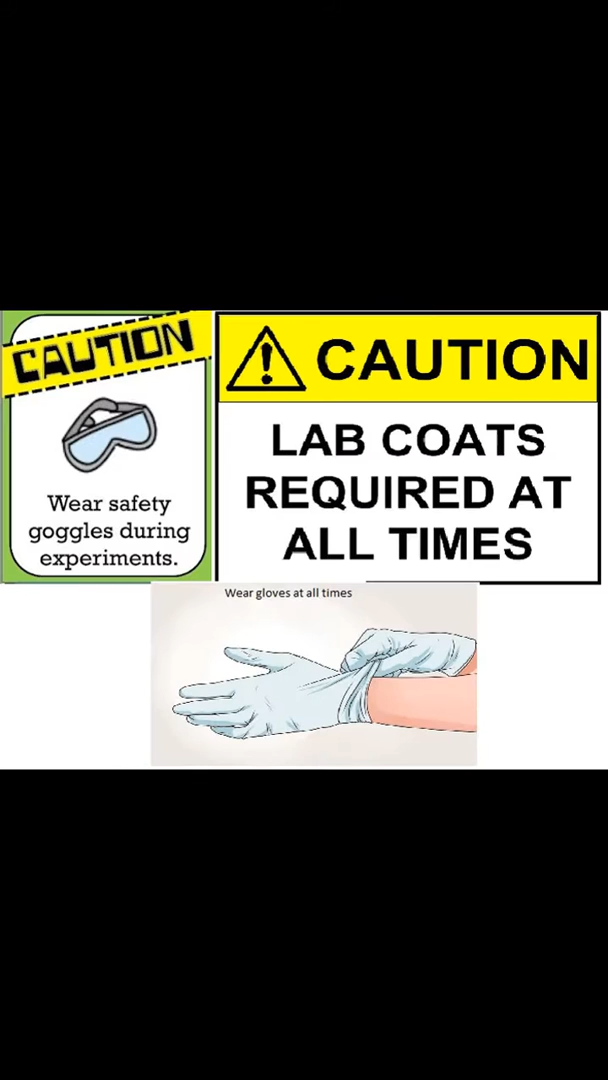 CAUTION
Wear safety
goggles during
experiments.
CAUTION
LAB COATS
REQUIRED AT
ALL TIMES
Wear gloves at all times